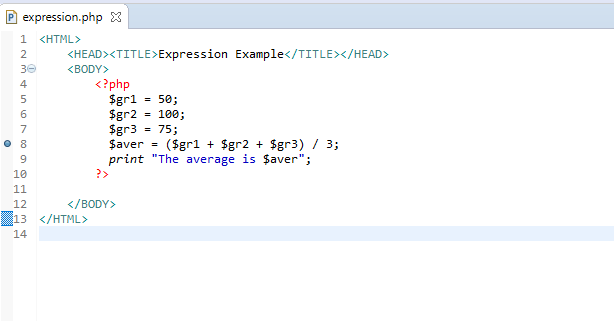 expression.php
1 <HTML>
2 <HEAD><TITLE>Expression Example</TITLE></HEAD>
3 <BODY>
4 <?php
5 $gr1 = 50;
6 $gr2 = 100;
7 $gr3 = 75;
8 $aver = ($gr1 + $gr2 + $gr3) / 3;
9 print "The average is $aver";
10 ?>
11
12 </BODY>
13 </HTML>
14